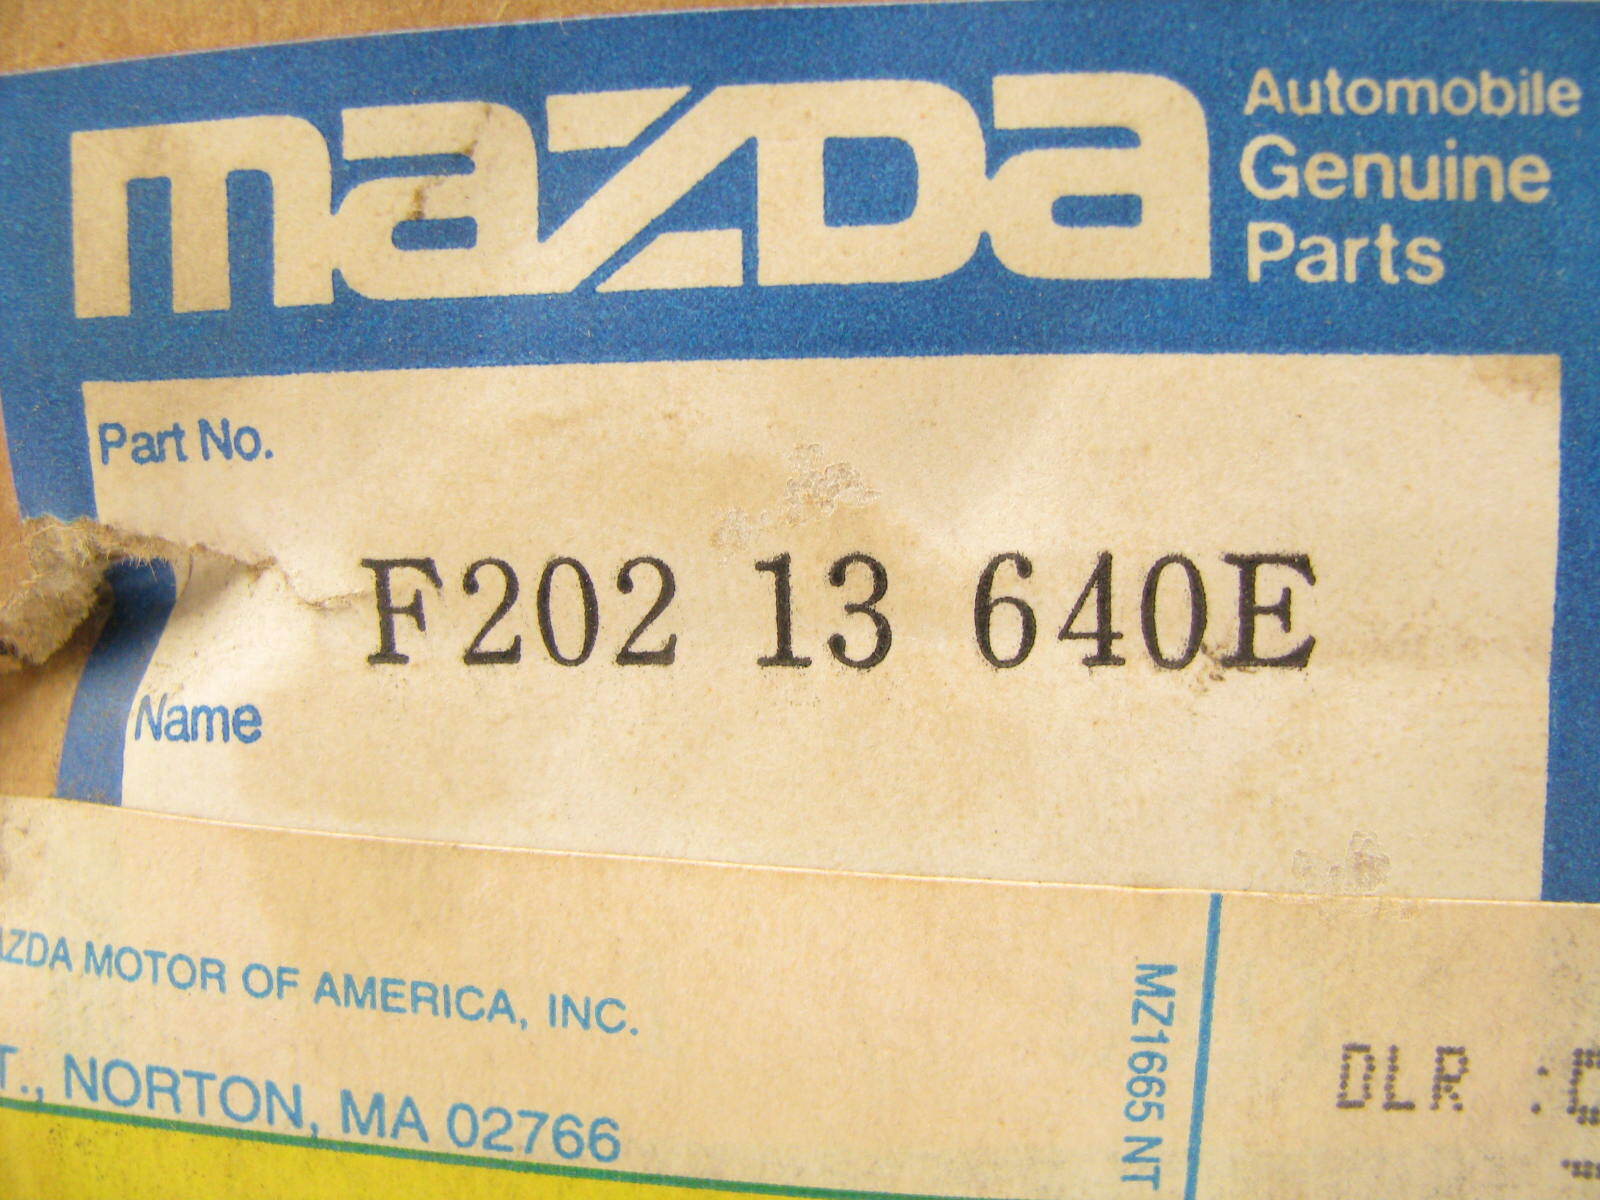 mazda
Automobile
Genuine
Parts
Part No.
F202 13 640E
Name
MOTOR OF AMERICA, INC.
NORTON, MA 02766
MZ1665 NT
DLR :